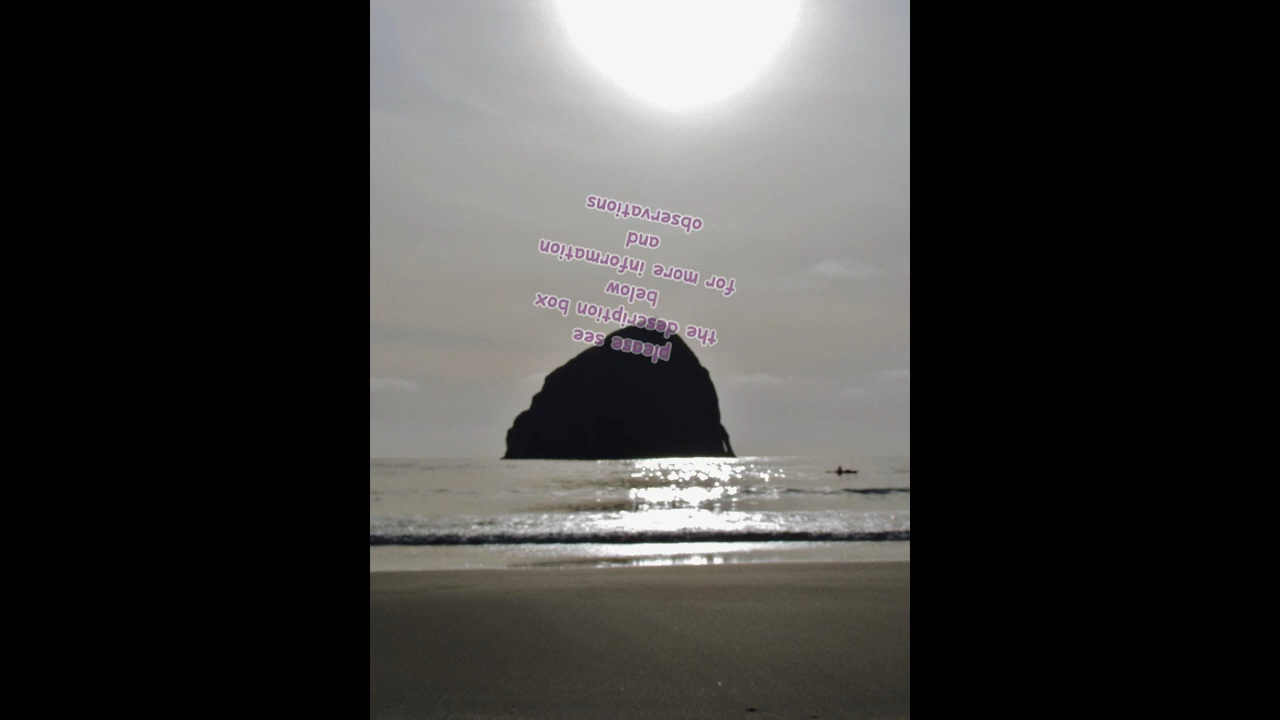 please see
the description box
below
for more information
and
observations